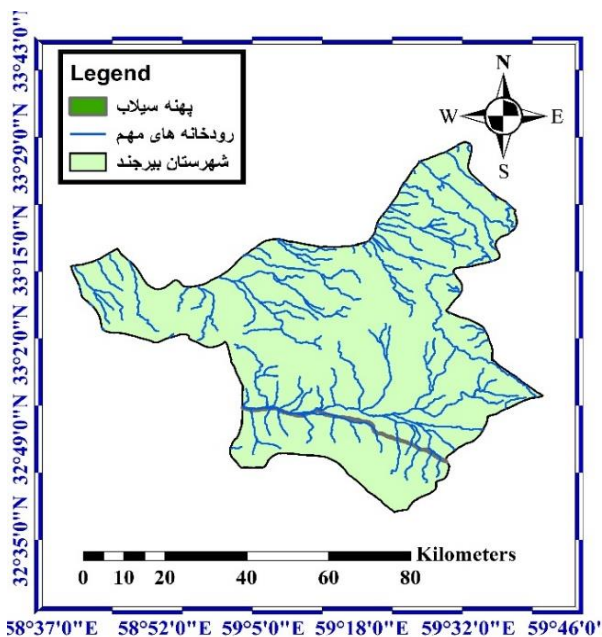 Legend
پهنه سیلاب
رودخانه های مهم
شهرستان بیرجند
N
W E
S
33°43'0"N
33°29'0"N
33°15'0"N
33°2'0"N
32°49'0"N
32°35'0"N
Kilometers
0 10 20 40 60 80
58°37'0"E 58°52'0"E 59°5'0"E 59°18'0"E 59°32'0"E 59°46'0'